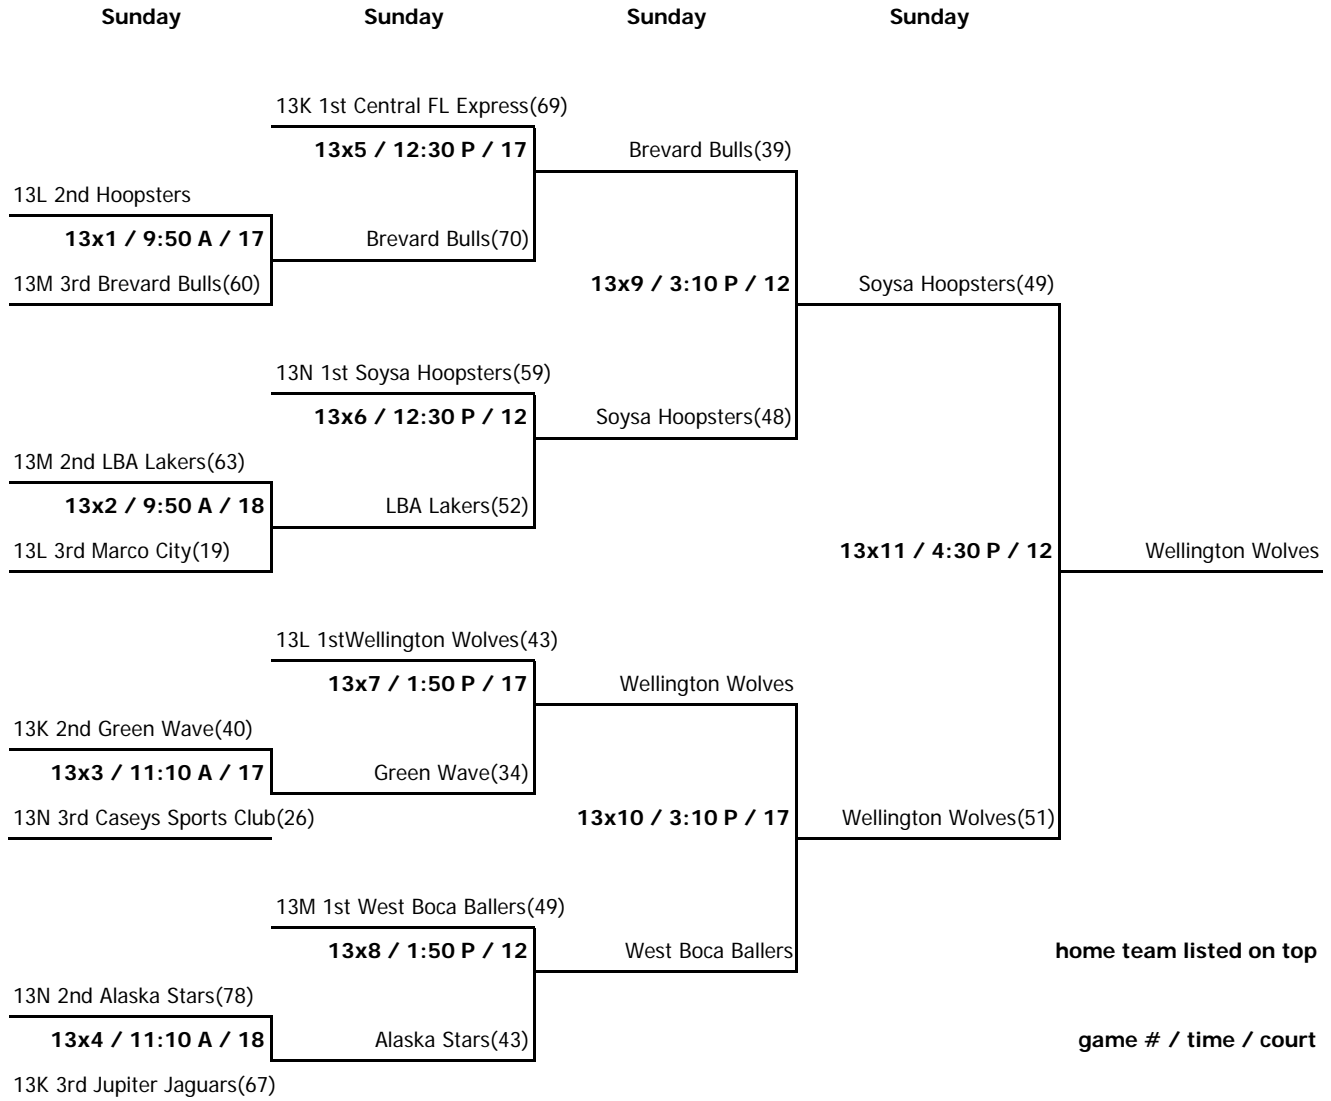 Sunday Sunday Sunday Sunday
13K 1st Central FL Express(69)
13x5 / 12:30 P / 17 Brevard Bulls(39)
13L 2nd Hoopsters
13x1 / 9:50 A / 17 Brevard Bulls(70)
13M 3rd Brevard Bulls(60) 13x9 / 3:10 P / 12 Soysa Hoopsters(49)
13N 1st Soysa Hoopsters(59)
13x6 / 12:30 P / 12 Soysa Hoopsters(48)
13M 2nd LBA Lakers(63)
13x2 / 9:50 A / 18 LBA Lakers(52)
13L 3rd Marco City(19) 13x11 / 4:30 P / 12 Wellington Wolves
13L 1stWellington Wolves(43)
13x7 / 1:50 P / 17 Wellington Wolves
13K 2nd Green Wave(40)
13x3 / 11:10 A / 17 Green Wave(34)
13N 3rd Caseys Sports Club(26) 13x10 / 3:10 P / 17 Wellington Wolves(51)
13M 1st West Boca Ballers(49)
13x8 / 1:50 P / 12 West Boca Ballers home team listed on top
13N 2nd Alaska Stars(78)
13x4 / 11:10 A / 18 Alaska Stars(43) game # / time / court
13K 3rd Jupiter Jaguars(67)